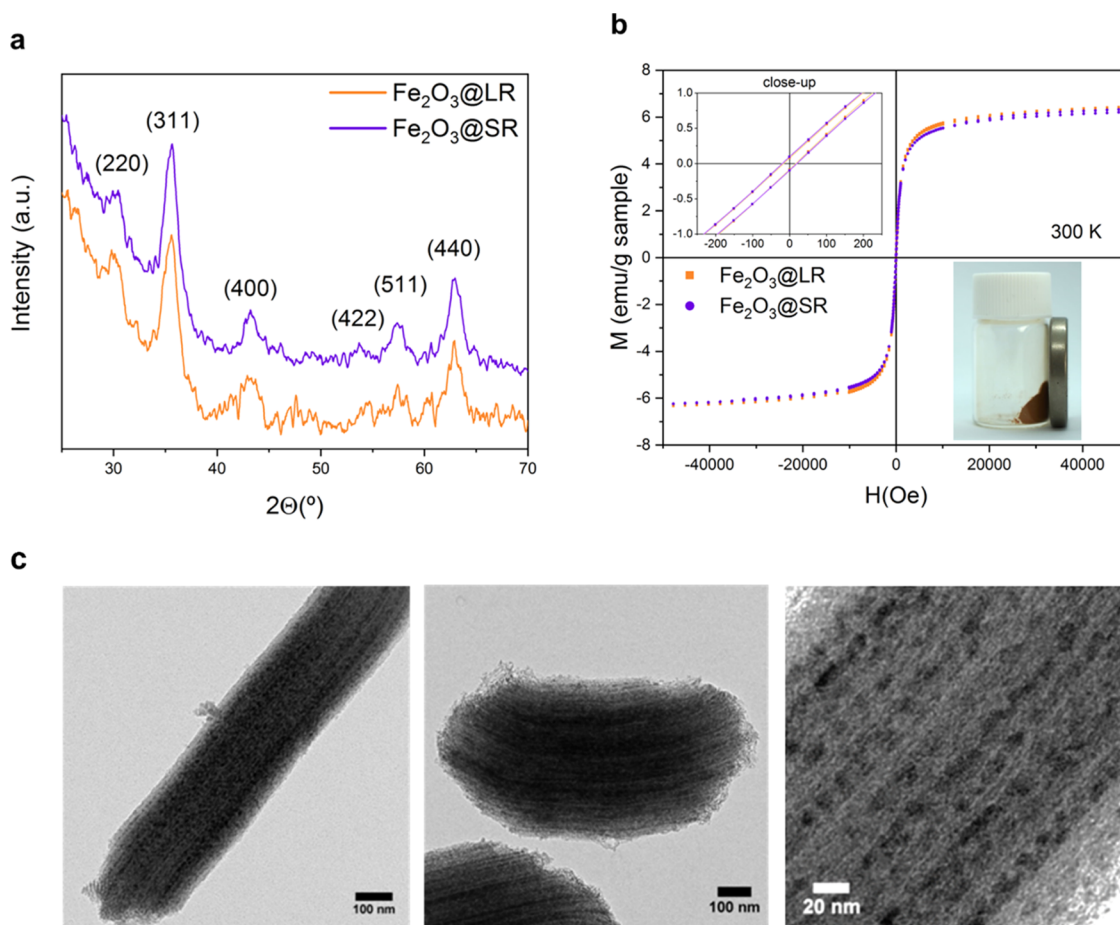 a
Fe₂O₃@LR
Fe₂O₃@SR
(311)
(220)
(440)
(400)
(511)
(422)
Intensity (a.u.)
30 40 50 60 70
2Θ(º)
b
8
6
4
2
0
-2
-4
-6
-8
M (emu/g sample)
close-up
1.0
0.5
0.0
-0.5
-1.0
-200 -100 0 100 200
300 K
Fe₂O₃@LR
Fe₂O₃@SR
-40000 -20000 0 20000 40000
H(Oe)
c
100 nm
100 nm
20 nm